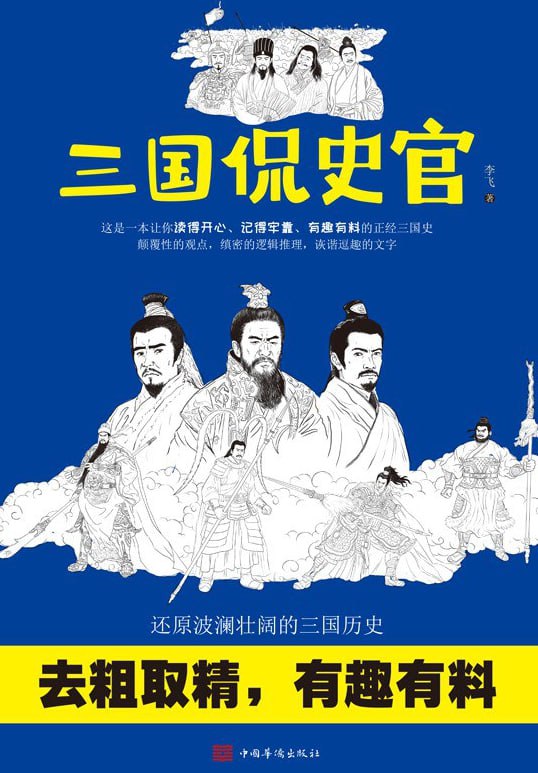 三国侃史官
李飞 著
这是一本让你读得开心、记得牢靠、有趣有料的正经三国史
颠覆性的观点，缜密的逻辑推理，诙谐逗趣的文字
还原波澜壮阔的三国历史
去粗取精，有趣有料
中国华侨出版社